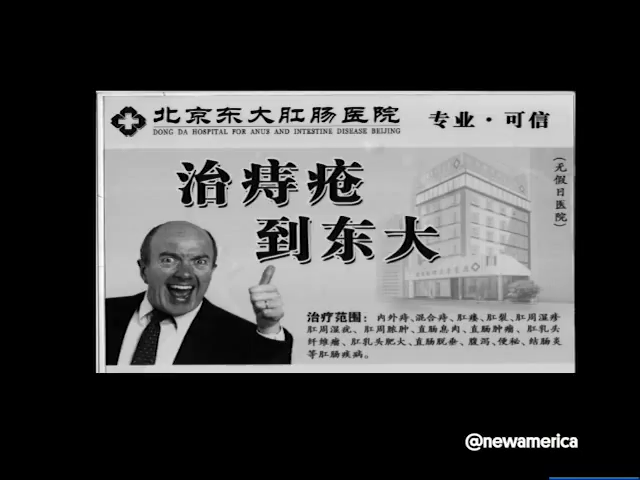 北京东大肛肠医院
DONG DA HOSPITAL FOR ANUS AND INTESTINE DISEASE BEIJING
专业·可信
(无假日医院)
治痔疮
到东大
治疗范围：内外痔、混合痔、肛瘘、肛裂、肛周湿疹
肛周湿疣、肛周脓肿、直肠息肉、直肠肿瘤、肛乳头
纤维瘤、肛乳头肥大、直肠脱垂、腹泻、便秘、结肠炎
等肛肠疾病。
@newamerica